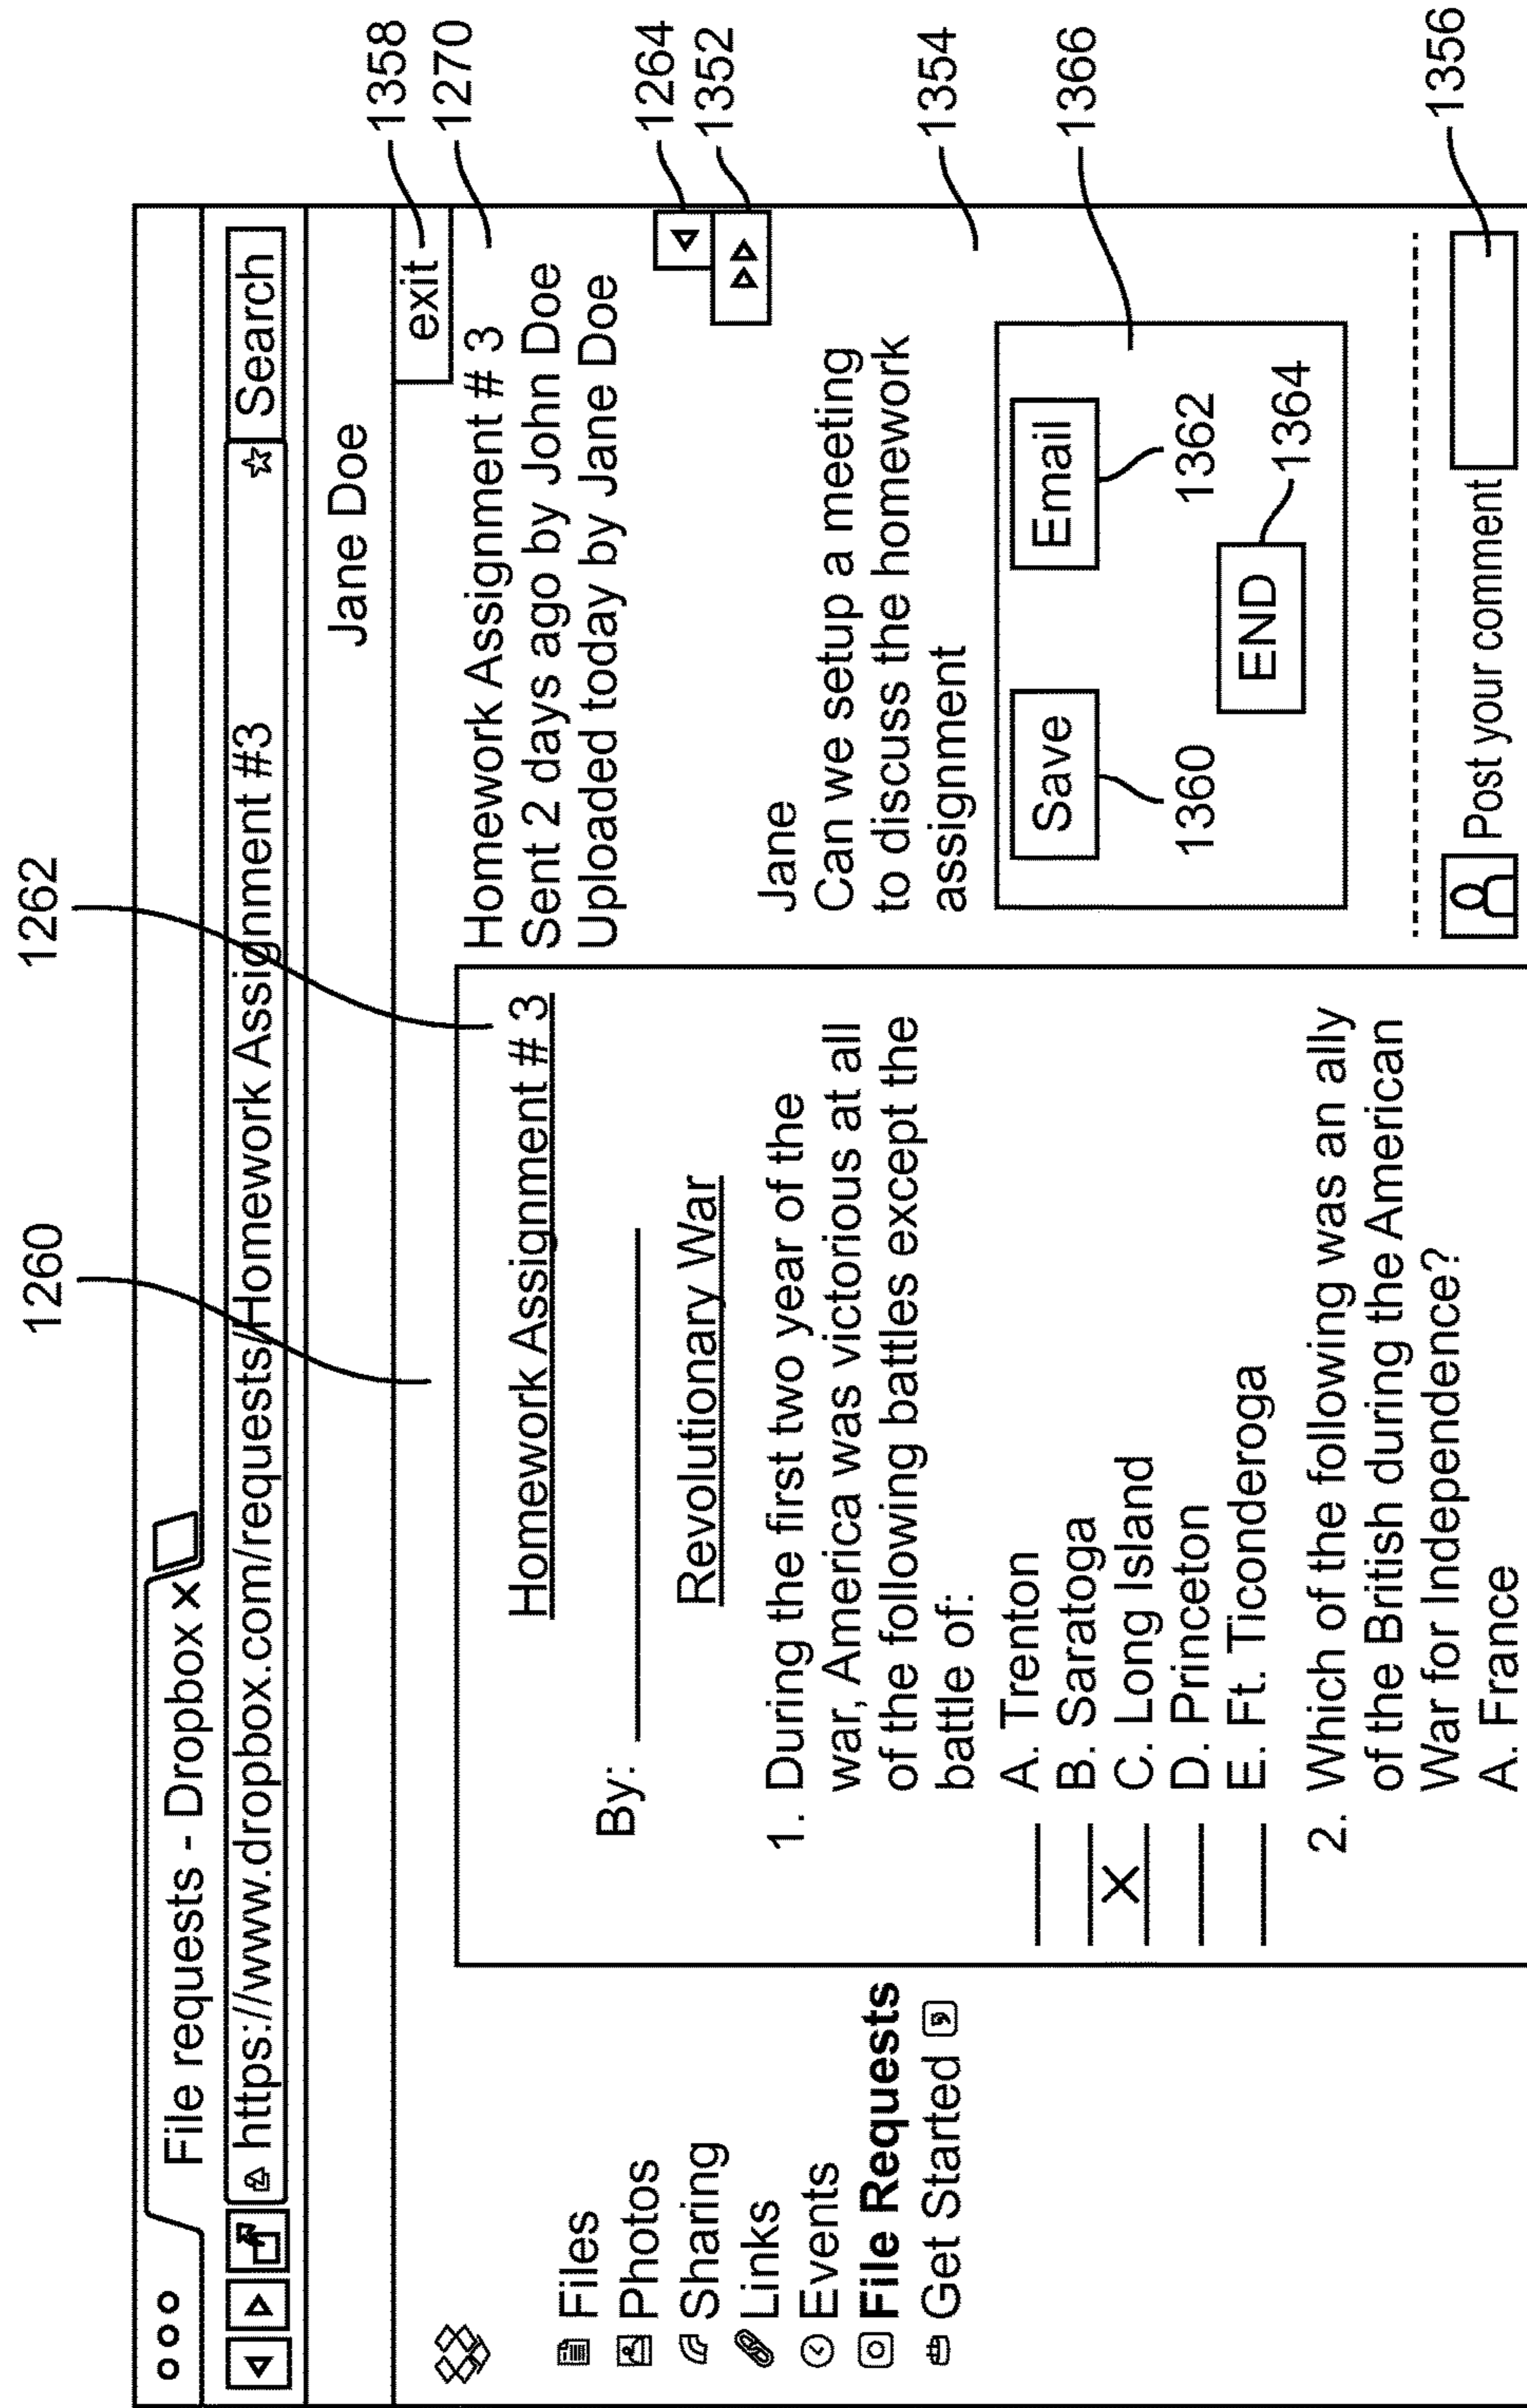 1260
1262
File requests - Dropbox X
https://www.dropbox.com/requests/Homework Assignment #3
Search
Jane Doe
exit
1358
1270
Files
Photos
Sharing
Links
Events
File Requests
Get Started
Homework Assignment # 3
By:
Revolutionary War
1. During the first two year of the
war, America was victorious at all
of the following battles except the
battle of:
A. Trenton
B. Saratoga
X C. Long Island
D. Princeton
E. Ft. Ticonderoga
2. Which of the following was an ally
of the British during the American
War for Independence?
A. France
Homework Assignment # 3
Sent 2 days ago by John Doe
Uploaded today by Jane Doe
1264
1352
Jane
Can we setup a meeting
to discuss the homework
assignment
1354
1366
Save
Email
1360
1362
END
1364
Post your comment
1356